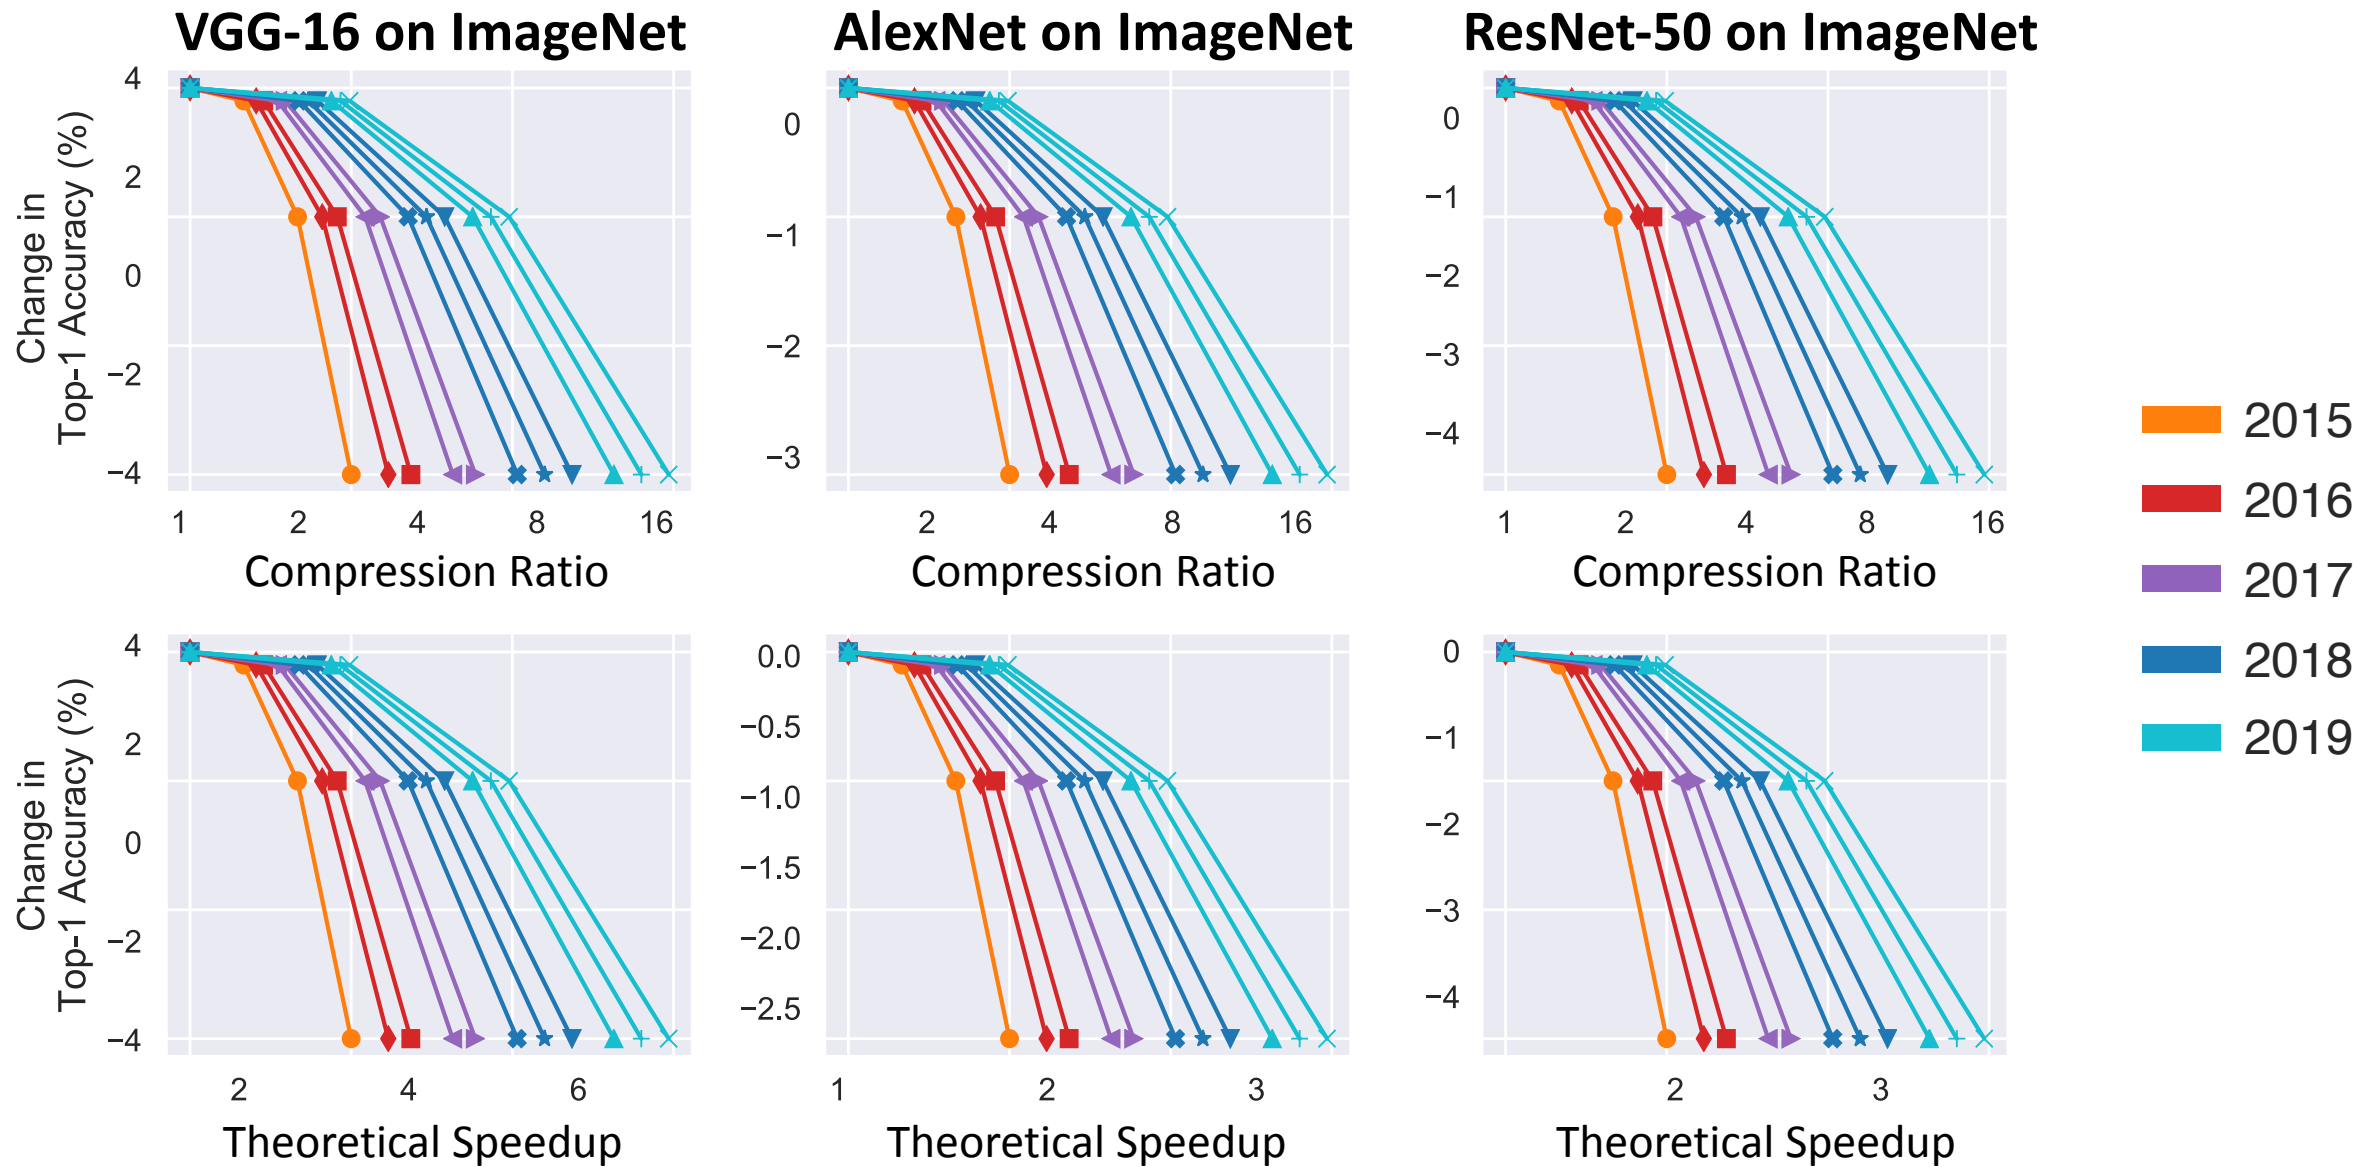 VGG-16 on ImageNet
AlexNet on ImageNet
ResNet-50 on ImageNet
Change in
Top-1 Accuracy (%)
4
2
0
−2
−4
1 2 4 8 16
Compression Ratio
0
−1
−2
−3
2 4 8 16
Compression Ratio
0
−1
−2
−3
−4
1 2 4 8 16
Compression Ratio
Change in
Top-1 Accuracy (%)
4
2
0
−2
−4
2 4 6
Theoretical Speedup
0.0
−0.5
−1.0
−1.5
−2.0
−2.5
1 2 3
Theoretical Speedup
0
−1
−2
−3
−4
2 3
Theoretical Speedup
2015
2016
2017
2018
2019